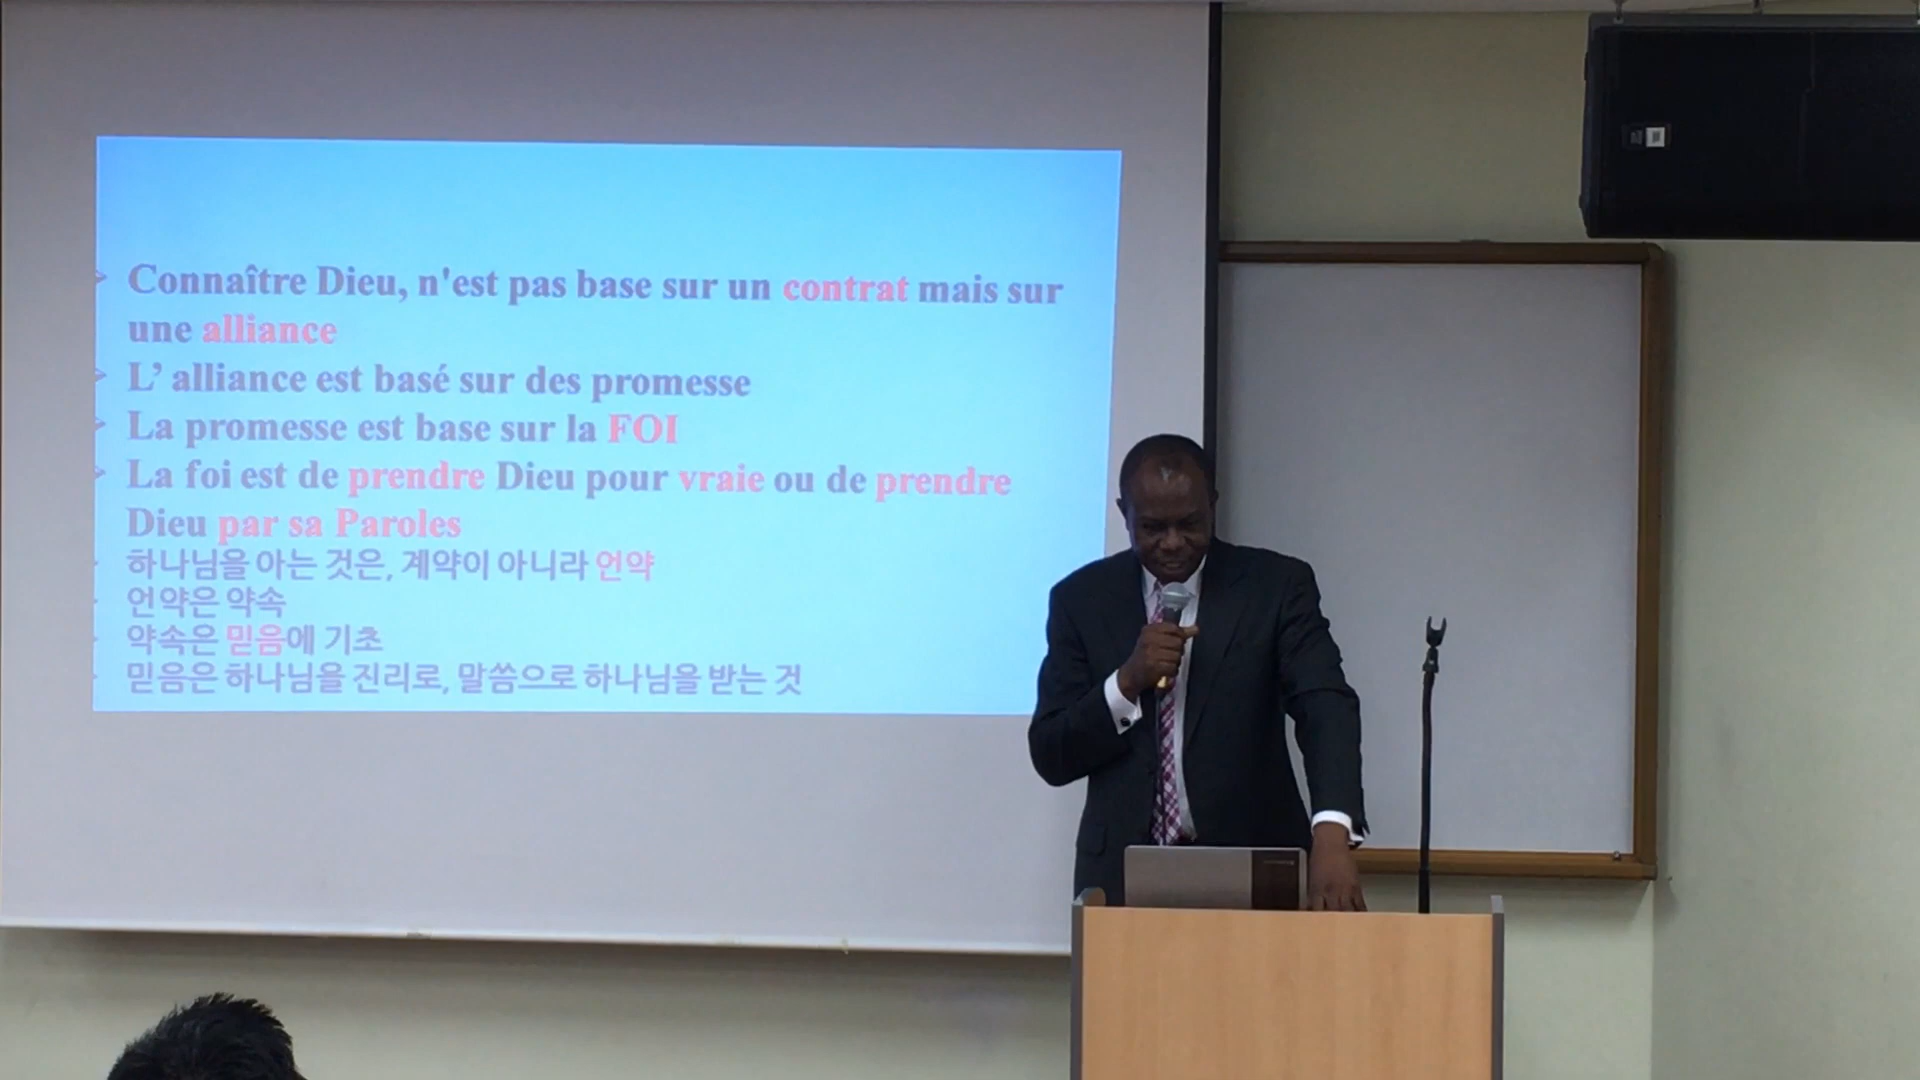 Connaître Dieu, n'est pas base sur un contrat mais sur
une alliance
L’ alliance est basé sur des promesse
La promesse est base sur la FOI
La foi est de prendre Dieu pour vraie ou de prendre
Dieu par sa Paroles
하나님을 아는 것은, 계약이 아니라 언약
언약은 약속
약속은 믿음에 기초
믿음은 하나님을 진리로, 말씀으로 하나님을 받는 것